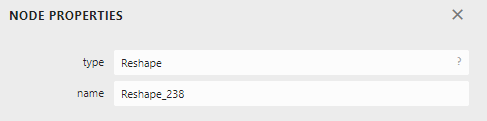 NODE PROPERTIES ×
type Reshape ?
name Reshape_238